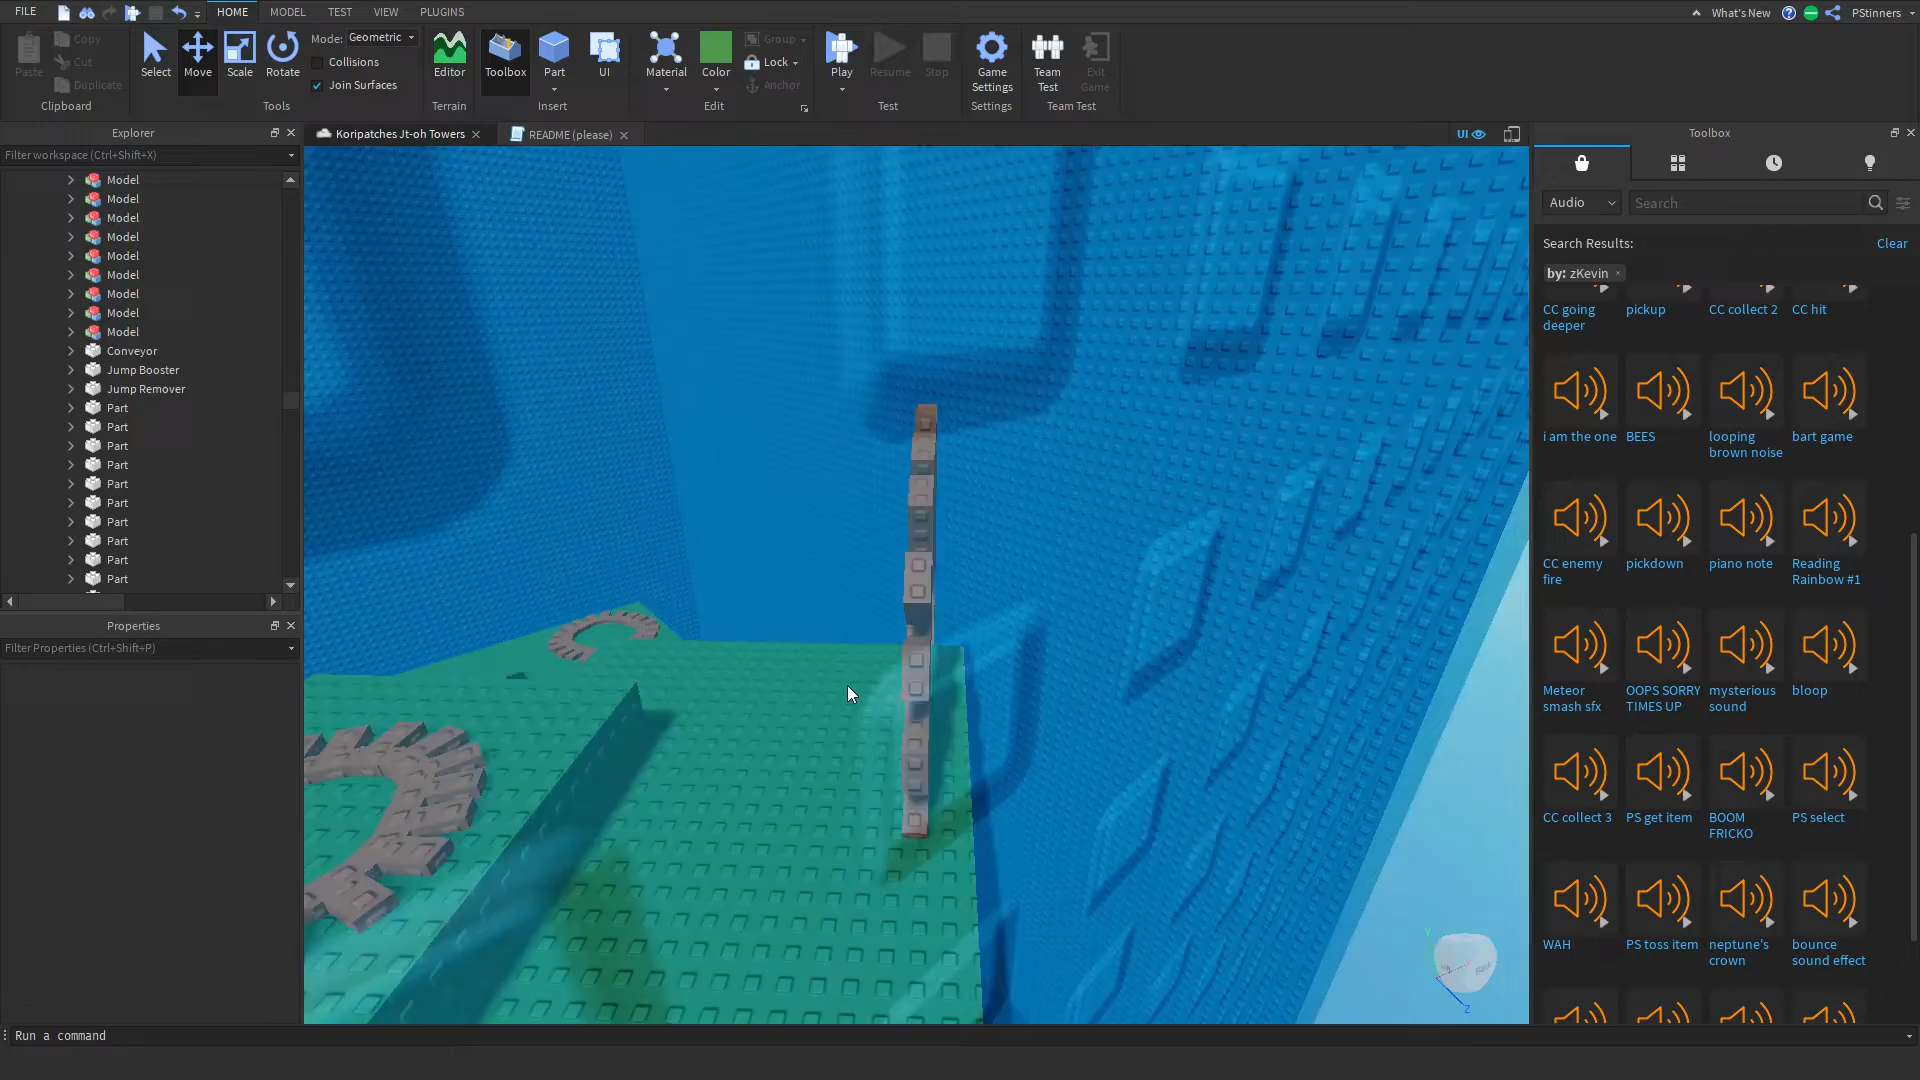 FILE
HOME
MODEL
TEST
VIEW
PLUGINS
What's New
PStinners
Paste
Copy
Cut
Duplicate
Clipboard
Select
Move
Scale
Rotate
Mode: Geometric
Collisions
Join Surfaces
Tools
Editor
Terrain
Toolbox
Part
UI
Insert
Material
Color
Group
Lock
Anchor
Edit
Play
Resume
Stop
Test
Game Settings
Settings
Team Test
Exit Game
Team Test
Explorer
Filter workspace (Ctrl+Shift+X)
Model
Model
Model
Model
Model
Model
Model
Model
Model
Conveyor
Jump Booster
Jump Remover
Part
Part
Part
Part
Part
Part
Part
Part
Part
Part
Properties
Filter Properties (Ctrl+Shift+P)
Koripatches Jt-oh Towers
README (please)
UI
Toolbox
Audio
Search
Search Results:
Clear
by: zKevin
CC going deeper
pickup
CC collect 2
CC hit
i am the one
BEES
looping brown noise
bart game
CC enemy fire
pickdown
piano note
Reading Rainbow #1
Meteor smash sfx
OOPS SORRY TIMES UP
mysterious sound
bloop
CC collect 3
PS get item
BOOM FRICKO
PS select
WAH
PS toss item
neptune's crown
bounce sound effect
Y
Z
Run a command